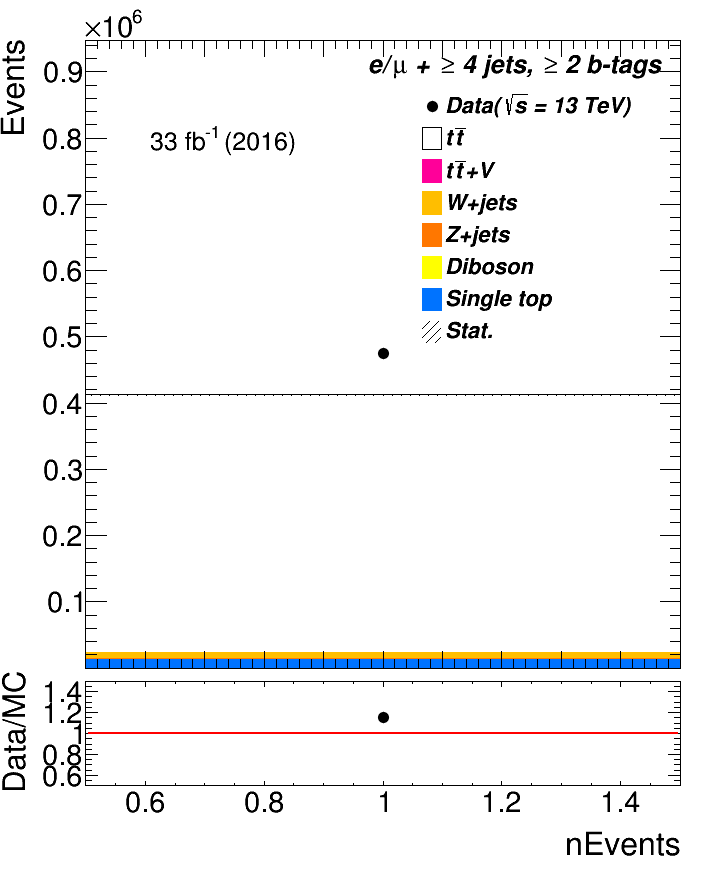 ×10⁶
Events
e/μ + ≥ 4 jets, ≥ 2 b-tags
Data(√s = 13 TeV)
33 fb⁻¹ (2016)
tt̅
tt̅+V
W+jets
Z+jets
Diboson
Single top
Stat.
0.9
0.8
0.7
0.6
0.5
0.4
0.3
0.2
0.1
Data/MC
1.4
1.2
1
0.8
0.6
0.6 0.8 1 1.2 1.4
nEvents